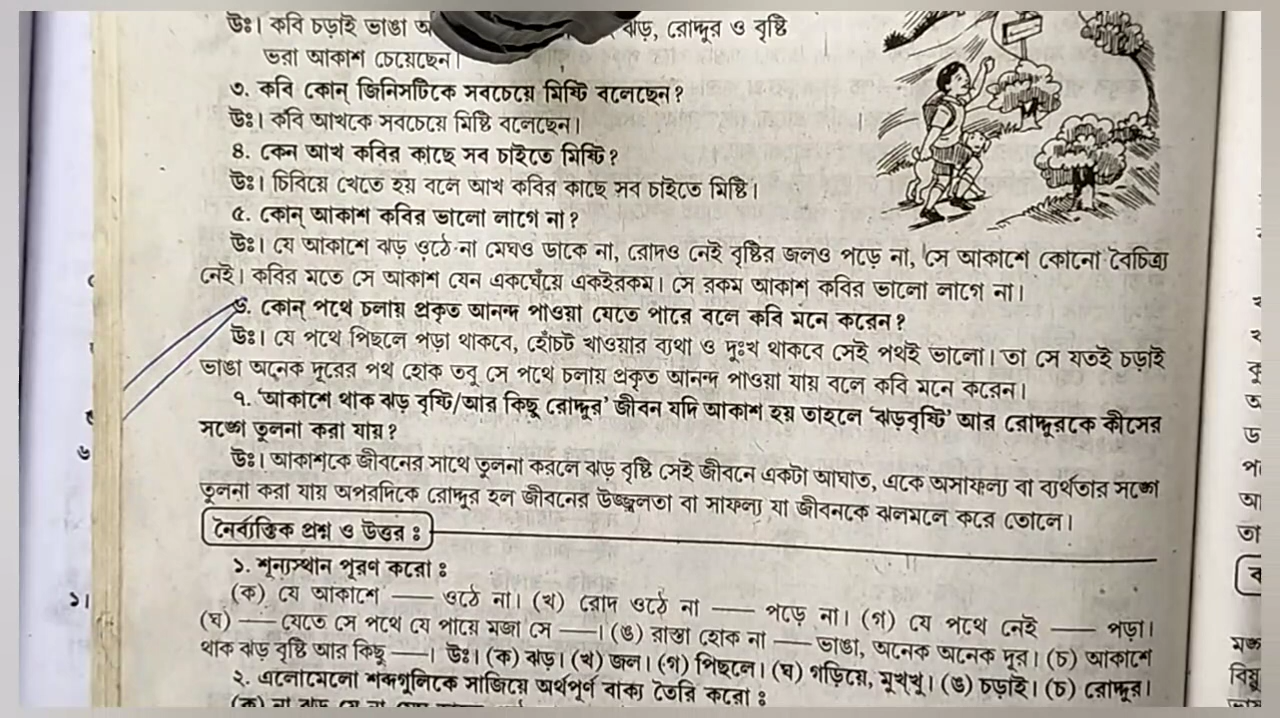 উঃ। কবি চড়াই ভাঙা ঝড়, রোদ্দুর ও বৃষ্টি
ভরা আকাশ চেয়েছেন।
৩. কবি কোন্ জিনিসটিকে সবচেয়ে মিষ্টি বলেছেন?
উঃ। কবি আখকে সবচেয়ে মিষ্টি বলেছেন।
৪. কেন আখ কবির কাছে সব চাইতে মিষ্টি?
উঃ। চিবিয়ে খেতে হয় বলে আখ কবির কাছে সব চাইতে মিষ্টি।
৫. কোন্ আকাশ কবির ভালো লাগে না?
উঃ। যে আকাশে ঝড় ওঠে না মেঘও ডাকে না, রোদও নেই বৃষ্টির জলও পড়ে না, সে আকাশে কোনো বৈচিত্র্য
নেই। কবির মতে সে আকাশ যেন একঘেঁয়ে একইরকম। সে রকম আকাশ কবির ভালো লাগে না।
৬. কোন্ পথে চলায় প্রকৃত আনন্দ পাওয়া যেতে পারে বলে কবি মনে করেন?
উঃ। যে পথে পিছলে পড়া থাকবে, হোঁচট খাওয়ার ব্যথা ও দুঃখ থাকবে সেই পথই ভালো। তা সে যতই চড়াই
ভাঙা অনেক দূরের পথ হোক তবু সে পথে চলায় প্রকৃত আনন্দ পাওয়া যায় বলে কবি মনে করেন।
৭. ‘আকাশে থাক ঝড় বৃষ্টি/আর কিছু রোদ্দুর’ জীবন যদি আকাশ হয় তাহলে ‘ঝড়বৃষ্টি’ আর রোদ্দুরকে কীসের
সঙ্গে তুলনা করা যায়?
উঃ। আকাশকে জীবনের সাথে তুলনা করলে ঝড় বৃষ্টি সেই জীবনে একটা আঘাত, একে অসাফল্য বা ব্যর্থতার সঙ্গে
তুলনা করা যায় অপরদিকে রোদ্দুর হল জীবনের উজ্জ্বলতা বা সাফল্য যা জীবনকে ঝলমলে করে তোলে।
নৈর্ব্যক্তিক প্রশ্ন ও উত্তর ঃ
১. শূন্যস্থান পূরণ করো ঃ
(ক) যে আকাশে —— ওঠে না। (খ) রোদ ওঠে না —— পড়ে না। (গ) যে পথে নেই —— পড়া।
(ঘ) —— যেতে সে পথে যে পায়ে মজা সে ——। (ঙ) রাস্তা হোক না —— ভাঙা, অনেক অনেক দূর। (চ) আকাশে
থাক ঝড় বৃষ্টি আর কিছু ——। উঃ। (ক) ঝড়। (খ) জল। (গ) পিছলে। (ঘ) গড়িয়ে, মুখ্খু। (ঙ) চড়াই। (চ) রোদ্দুর।
২. এলোমেলো শব্দগুলিকে সাজিয়ে অর্থপূর্ণ বাক্য তৈরি করো ঃ
৬
১।